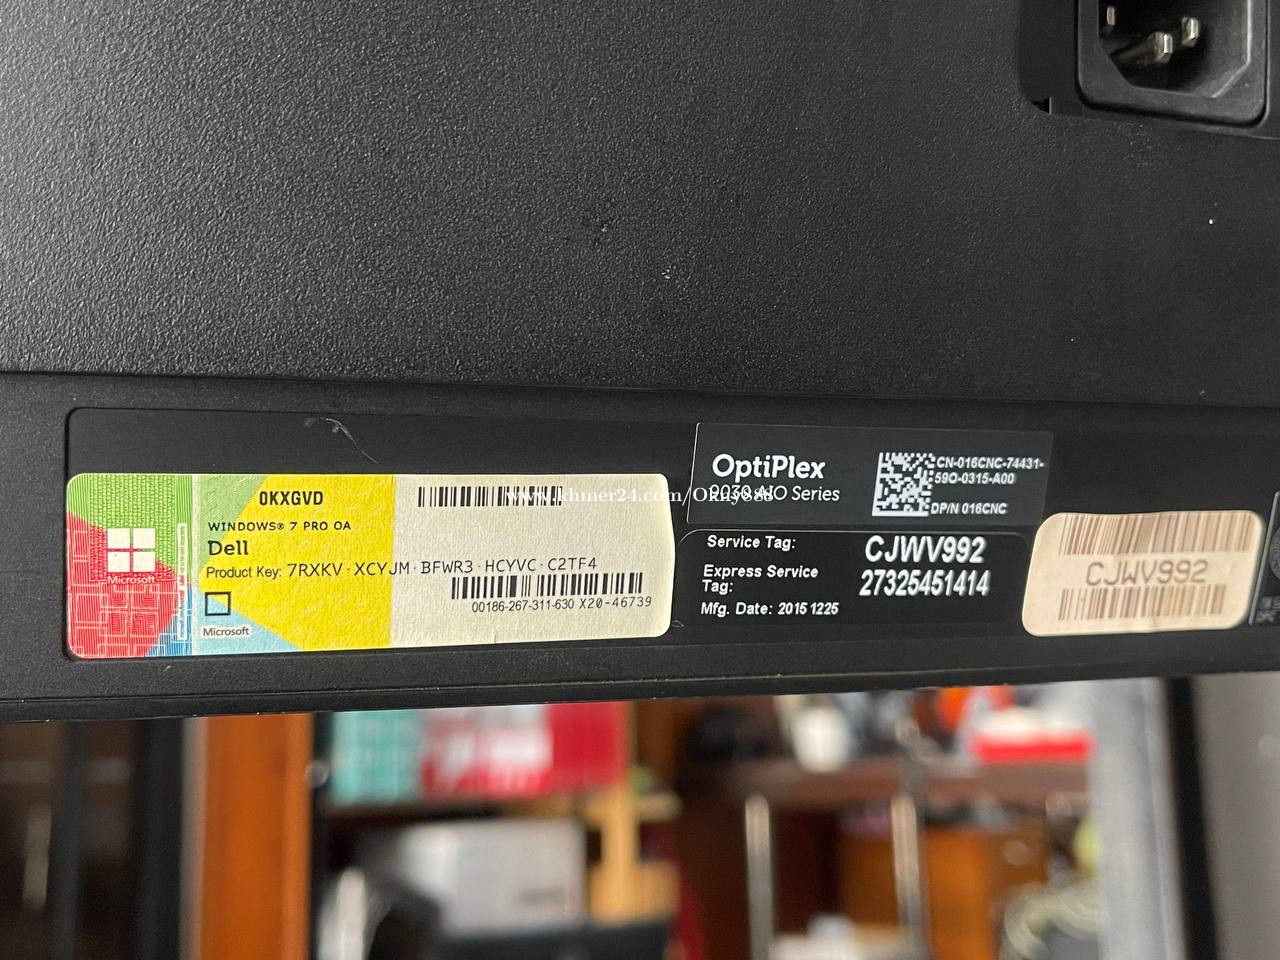 0KXGVD
WINDOWS® 7 PRO OA
Dell
Product Key: 7RXKV - XCYJM - BFWR3 - HCYVC - C2TF4
00186-267-311-630 X20-46739
Microsoft
Microsoft
www.khmer24.com/Okny888
OptiPlex
9030 AIO Series
CN-016CNC-74431-
59O-0315-A00
DP/N 016CNC
Service Tag: CJWV992
Express Service
Tag: 27325451414
Mfg. Date: 2015 1225
CJWV992